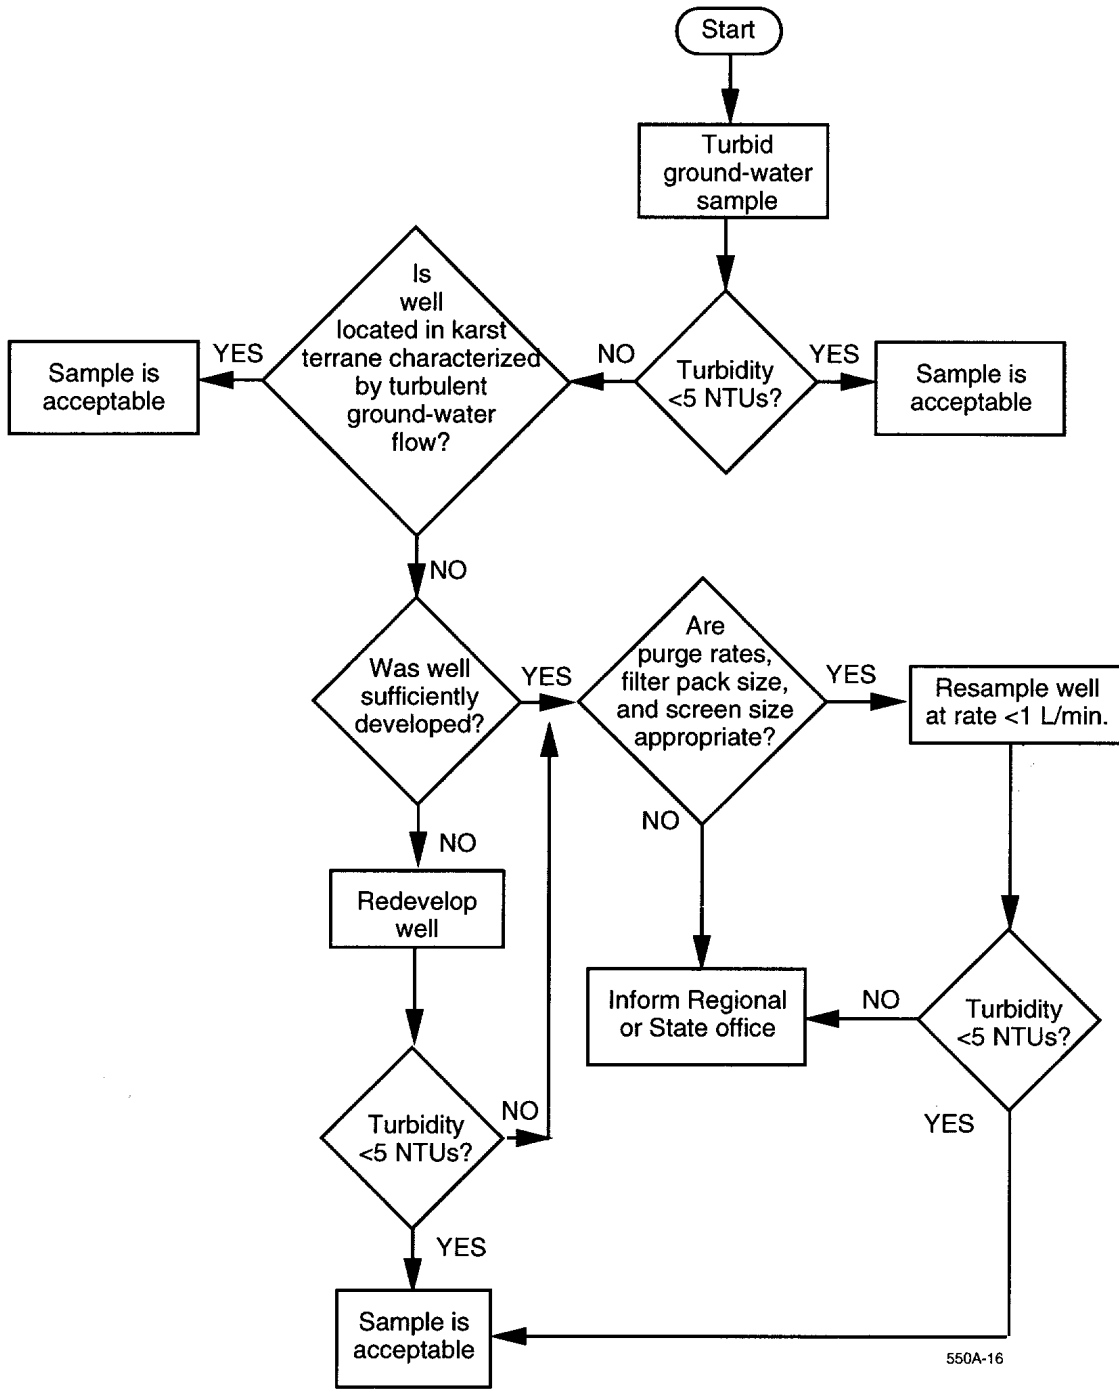 Start
Turbid
ground-water
sample
Turbidity
<5 NTUs?
YES
Sample is
acceptable
NO
Is
well
located in karst
terrane characterized
by turbulent
ground-water
flow?
YES
Sample is
acceptable
NO
Was well
sufficiently
developed?
YES
Are
purge rates,
filter pack size,
and screen size
appropriate?
YES
Resample well
at rate <1 L/min.
NO
NO
Redevelop
well
Inform Regional
or State office
NO
Turbidity
<5 NTUs?
YES
Turbidity
<5 NTUs?
NO
YES
Sample is
acceptable
550A-16